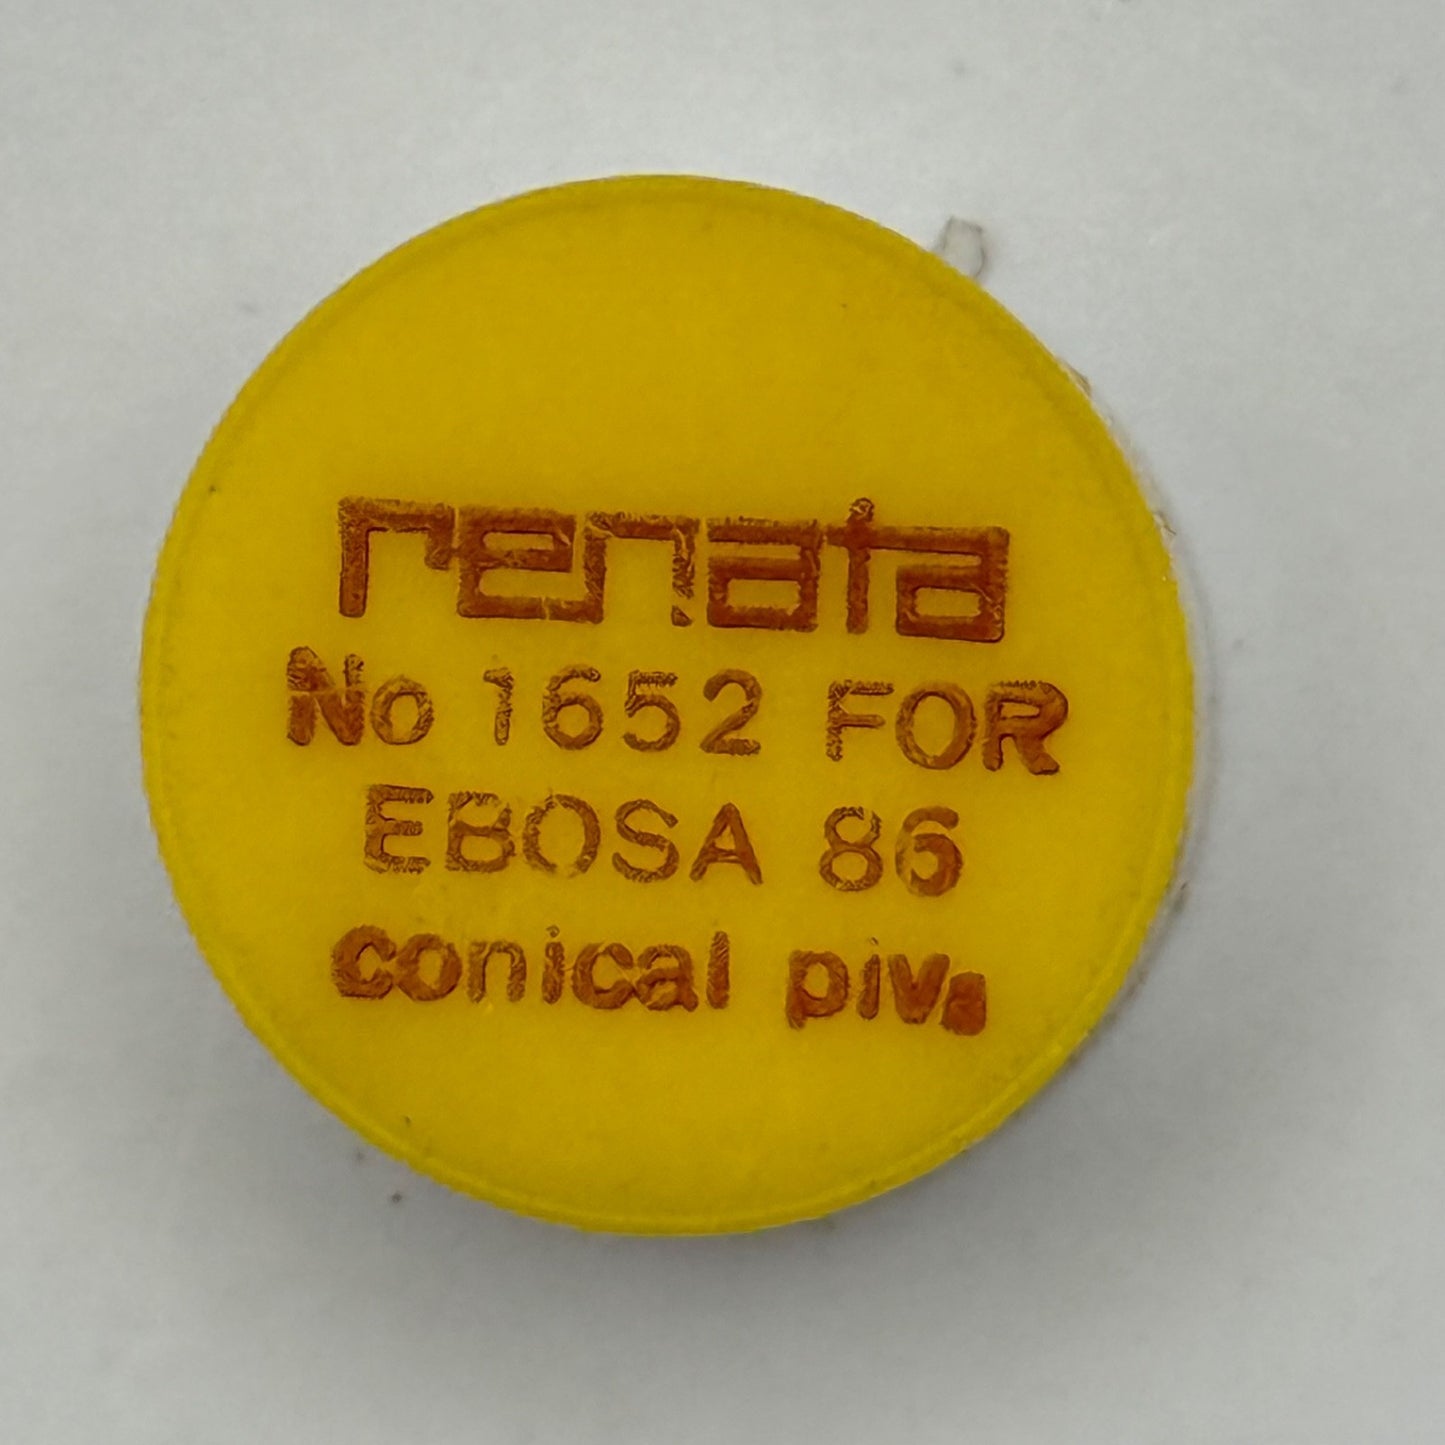 renata
No 1652 FOR
EBOSA 86
conical piv.